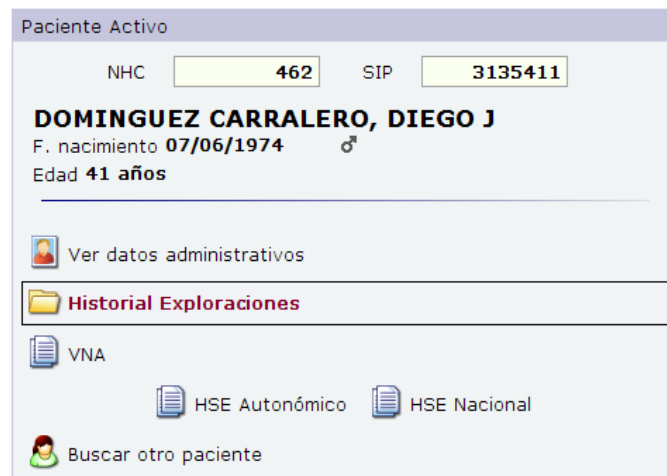 Paciente Activo
NHC 462 SIP 3135411
DOMINGUEZ CARRALERO, DIEGO J
F. nacimiento 07/06/1974 ♂
Edad 41 años
Ver datos administrativos
Historial Exploraciones
VNA
HSE Autonómico HSE Nacional
Buscar otro paciente